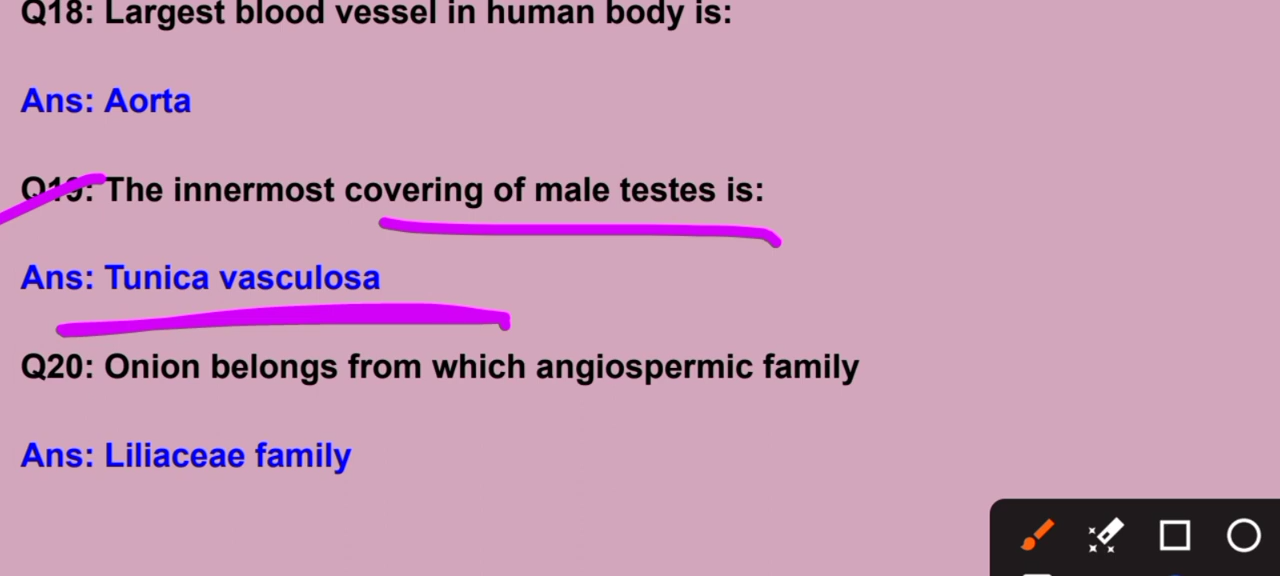 Q18: Largest blood vessel in human body is:
Ans: Aorta
Q19: The innermost covering of male testes is:
Ans: Tunica vasculosa
Q20: Onion belongs from which angiospermic family
Ans: Liliaceae family